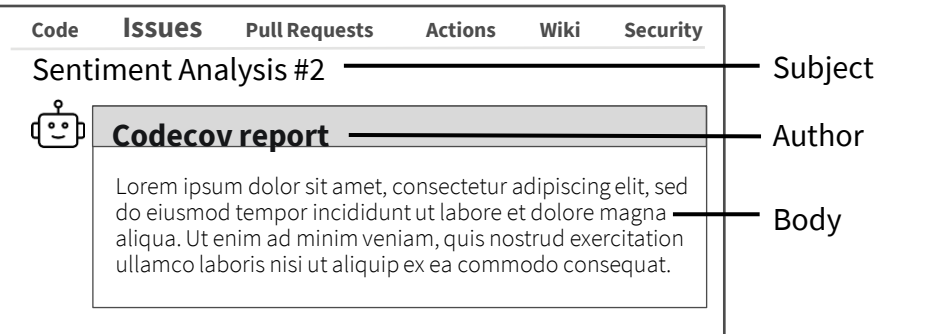 Code Issues Pull Requests Actions Wiki Security
Sentiment Analysis #2 Subject
Codecov report Author
Lorem ipsum dolor sit amet, consectetur adipiscing elit, sed
do eiusmod tempor incididunt ut labore et dolore magna Body
aliqua. Ut enim ad minim veniam, quis nostrud exercitation
ullamco laboris nisi ut aliquip ex ea commodo consequat.